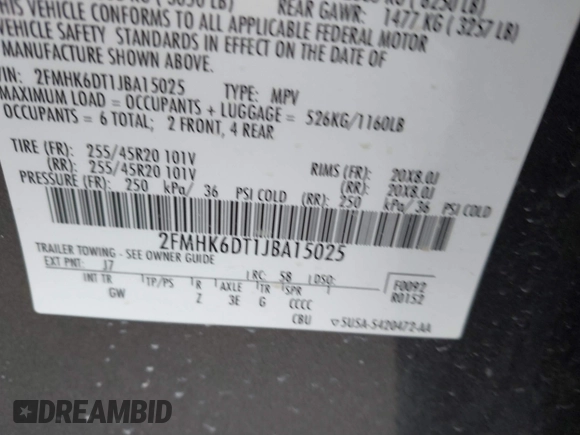 REAR GAWR: 1477 KG ( 3257 LB)
THIS VEHICLE CONFORMS TO ALL APPLICABLE FEDERAL MOTOR
VEHICLE SAFETY STANDARDS IN EFFECT ON THE DATE OF
MANUFACTURE SHOWN ABOVE.
VIN: 2FMHK6DT1JBA15025 TYPE: MPV
MAXIMUM LOAD = OCCUPANTS + LUGGAGE = 526KG/1160LB
OCCUPANTS = 6 TOTAL; 2 FRONT, 4 REAR
TIRE (FR): 255/45R20 101V RIMS (FR): 20X8.0J
(RR): 255/45R20 101V (RR): 20X8.0J
PRESSURE (FR): 250 kPa/ 36 PSI COLD (RR): 250 kPa/ 36 PSI COLD
2FMHK6DT1JBA15025
TRAILER TOWING - SEE OWNER GUIDE
EXT PNT: J7 RC: 58 DSO: F0092
INT TR TP/PS R AXLE TR SPR R0152
GW Z 3E G CCCC
CBU SUSA-S420472-AA
DREAMBID